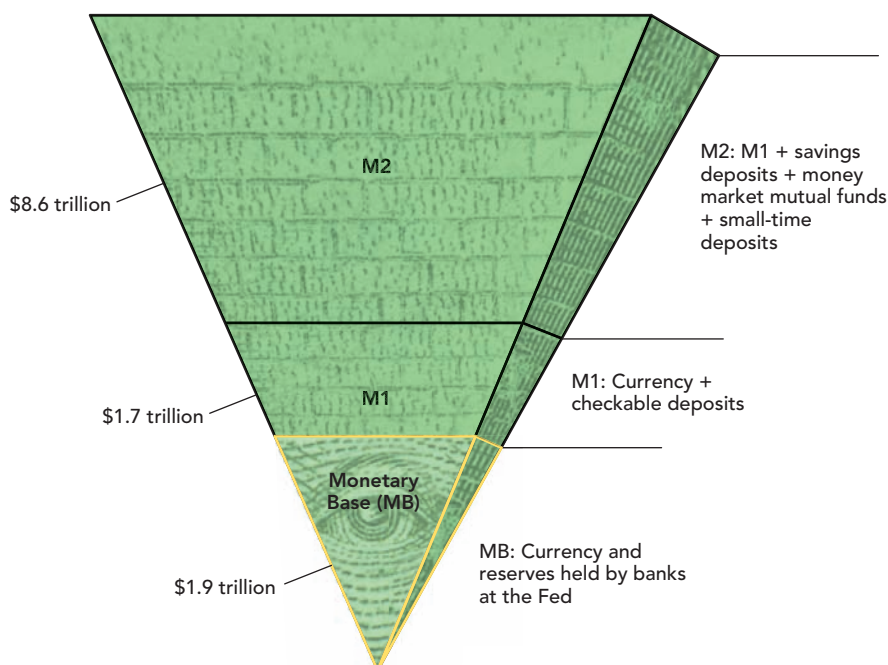 M2
$8.6 trillion
M2: M1 + savings
deposits + money
market mutual funds
+ small-time
deposits
M1
$1.7 trillion
M1: Currency +
checkable deposits
Monetary
Base (MB)
$1.9 trillion
MB: Currency and
reserves held by banks
at the Fed